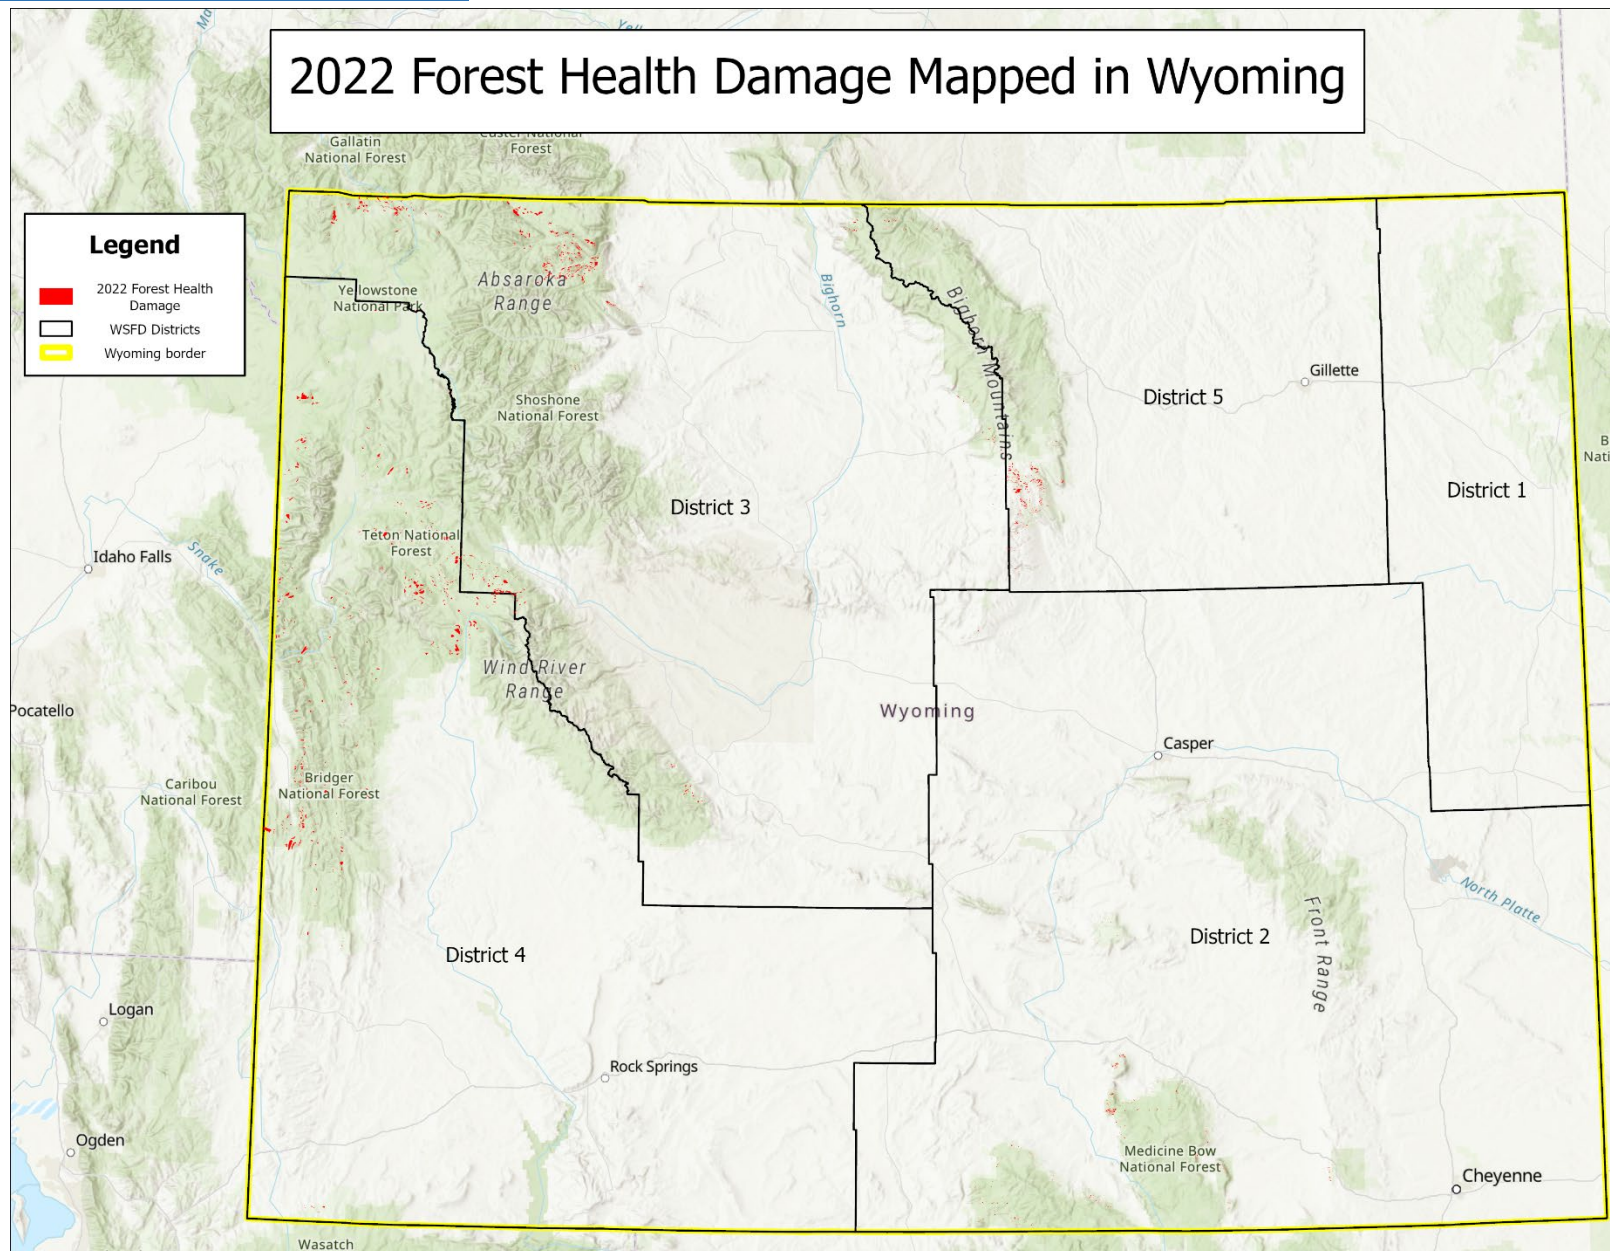 2022 Forest Health Damage Mapped in Wyoming
Gallatin
National Forest
Forest
Legend
2022 Forest Health
Damage
WSFD Districts
Wyoming border
Yellowstone
National Park
Absaroka
Range
Bighorn
Bighorn Mountains
Shoshone
National Forest
Gillette
District 5
District 3
District 1
Idaho Falls
Snake
Teton National
Forest
Wind River
Range
Wyoming
Pocatello
Casper
Caribou
National Forest
Bridger
National Forest
North Platte
Front Range
District 4
District 2
Logan
Rock Springs
Ogden
Medicine Bow
National Forest
Cheyenne
Wasatch